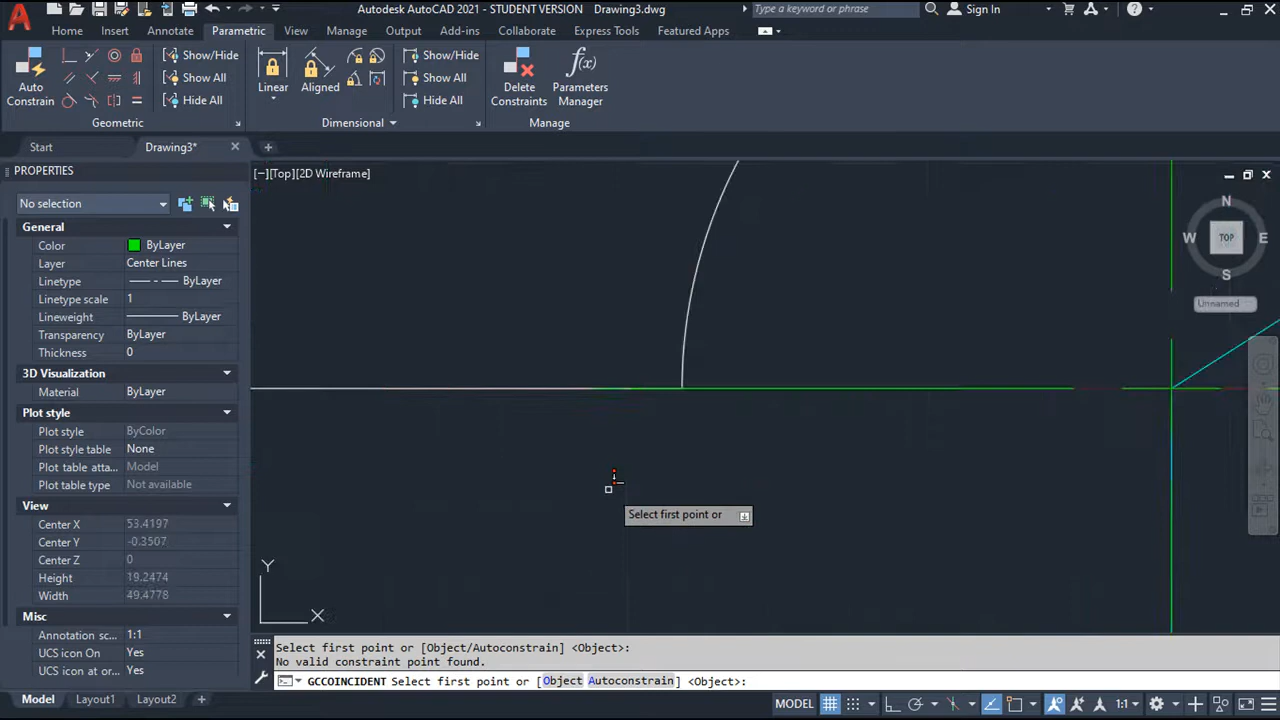 Autodesk AutoCAD 2021 - STUDENT VERSION Drawing3.dwg
Type a keyword or phrase
Sign In
Home Insert Annotate Parametric View Manage Output Add-ins Collaborate Express Tools Featured Apps
Auto
Constrain
Show/Hide
Show All
Hide All
Geometric
Linear
Aligned
Show/Hide
Show All
Hide All
Dimensional
Delete
Constraints
f(x)
Parameters
Manager
Manage
Start
Drawing3*
PROPERTIES
No selection
General
Color ByLayer
Layer Center Lines
Linetype ByLayer
Linetype scale 1
Lineweight ByLayer
Transparency ByLayer
Thickness 0
3D Visualization
Material ByLayer
Plot style
Plot style ByColor
Plot style table None
Plot table atta... Model
Plot table type Not available
View
Center X 53.4197
Center Y -0.3507
Center Z 0
Height 19.2474
Width 49.4778
Misc
Annotation sc... 1:1
UCS icon On Yes
UCS icon at or... Yes
[−][Top][2D Wireframe]
N
W TOP E
S
Unnamed
Select first point or
Y
X
Select first point or [Object/Autoconstrain] <Object>:
No valid constraint point found.
GCCOINCIDENT Select first point or [Object Autoconstrain] <Object>:
Model Layout1 Layout2 +
MODEL 1:1